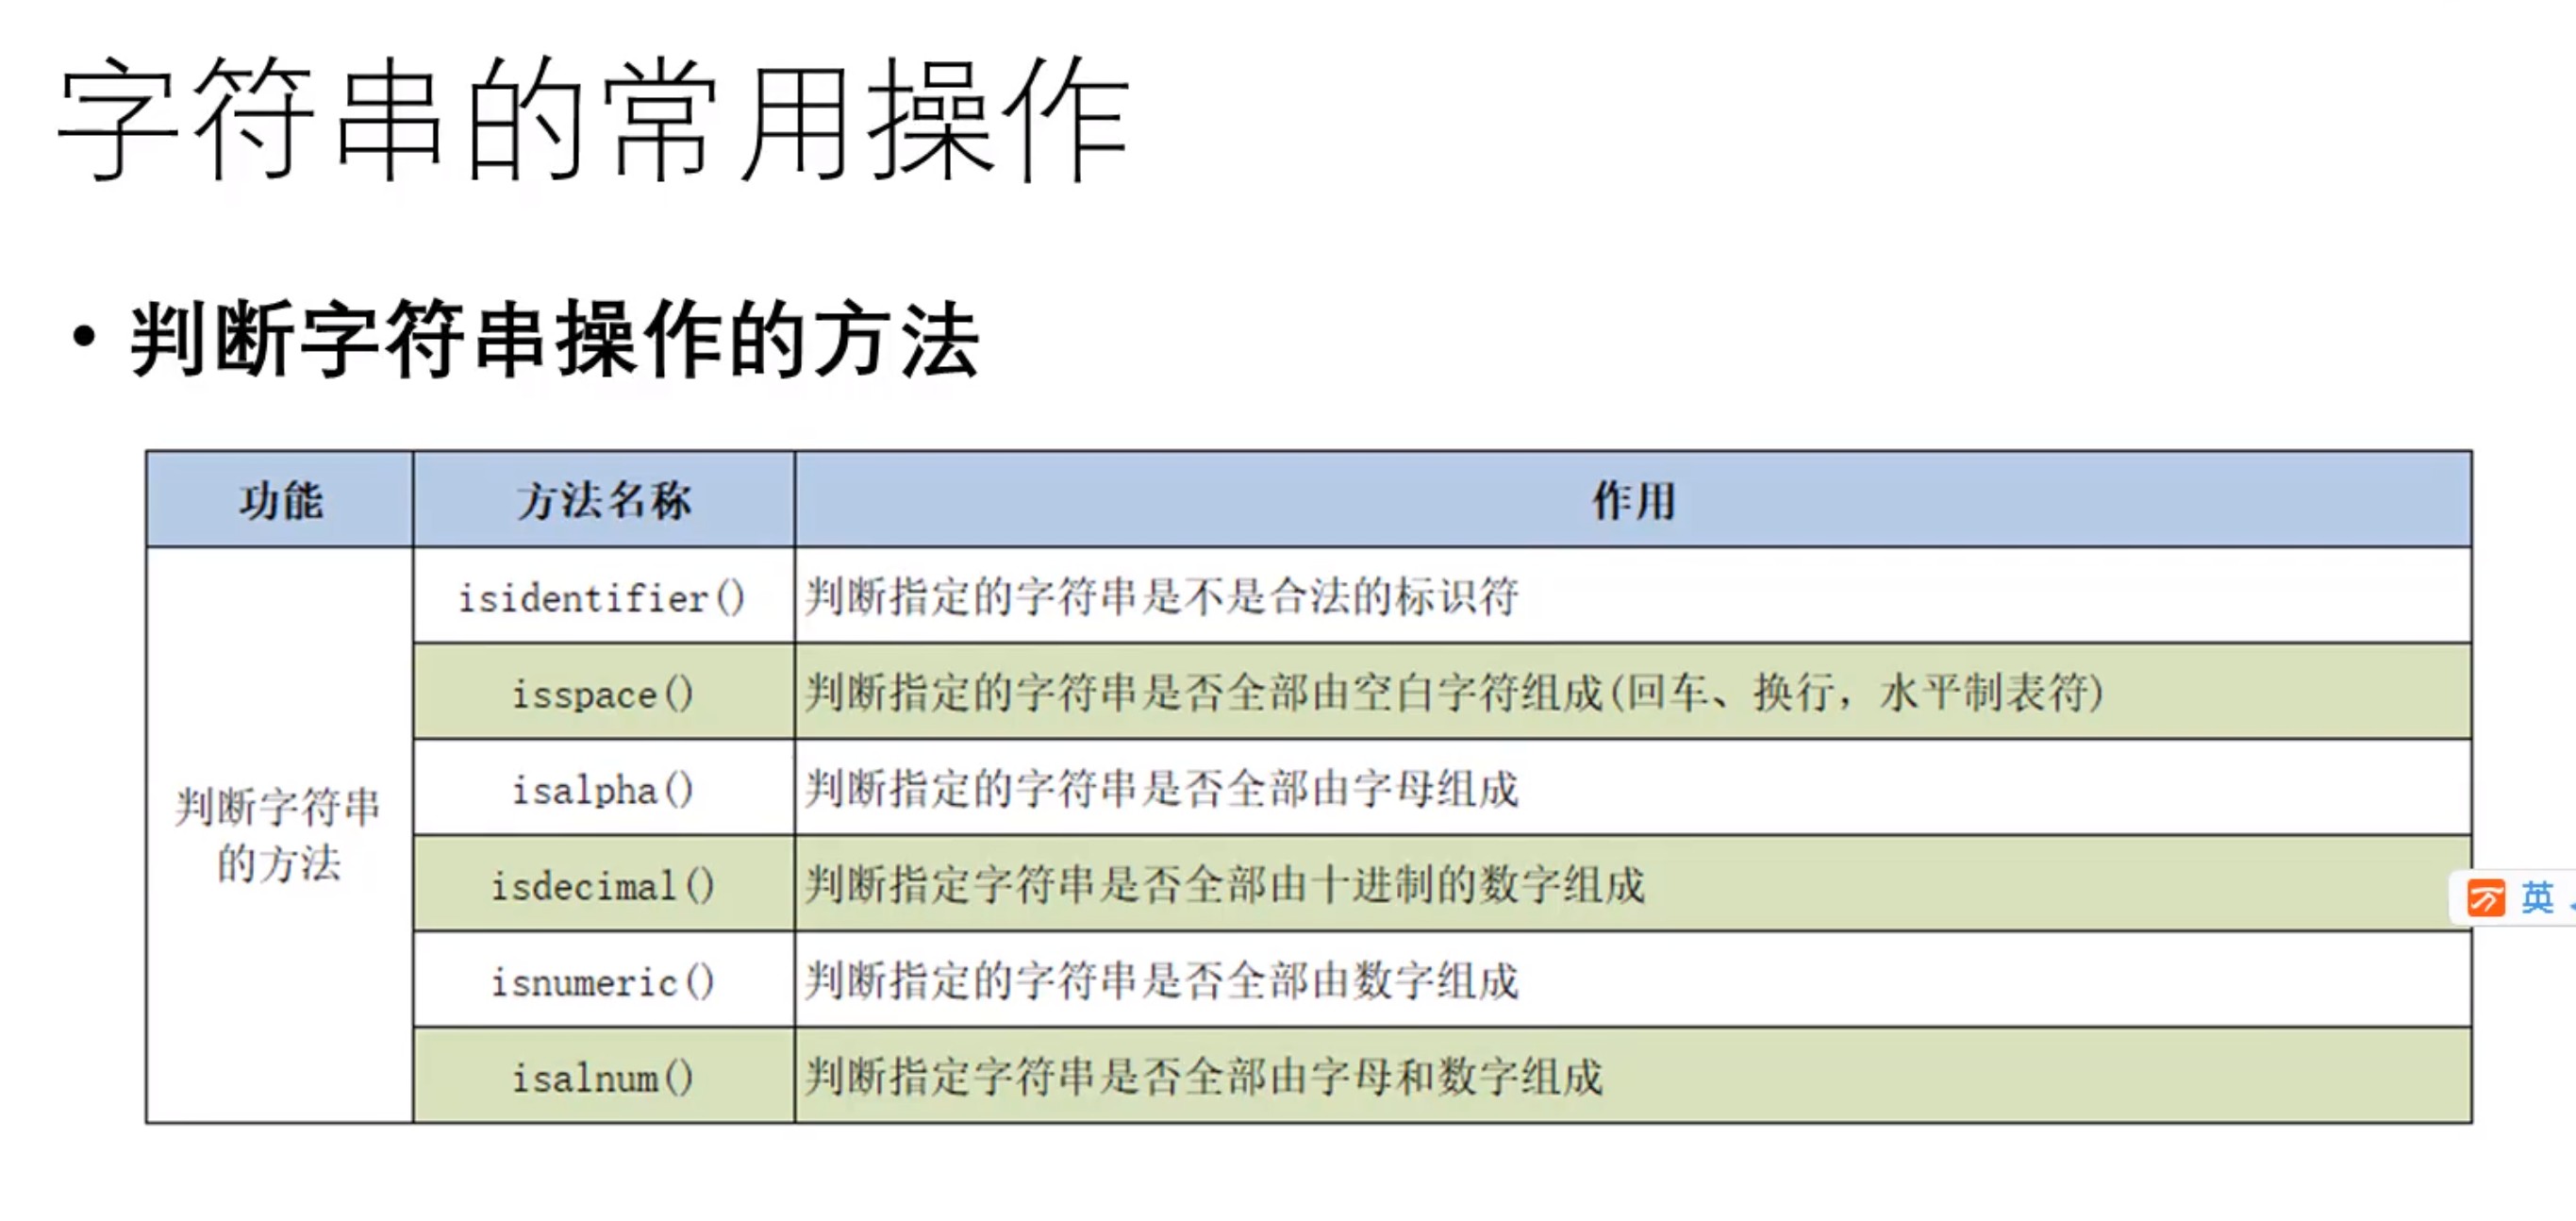 字符串的常用操作
• 判断字符串操作的方法
功能 方法名称 作用
判断字符串
的方法
isidentifier() 判断指定的字符串是不是合法的标识符
isspace() 判断指定的字符串是否全部由空白字符组成(回车、换行，水平制表符)
isalpha() 判断指定的字符串是否全部由字母组成
isdecimal() 判断指定字符串是否全部由十进制的数字组成
isnumeric() 判断指定的字符串是否全部由数字组成
isalnum() 判断指定字符串是否全部由字母和数字组成
英